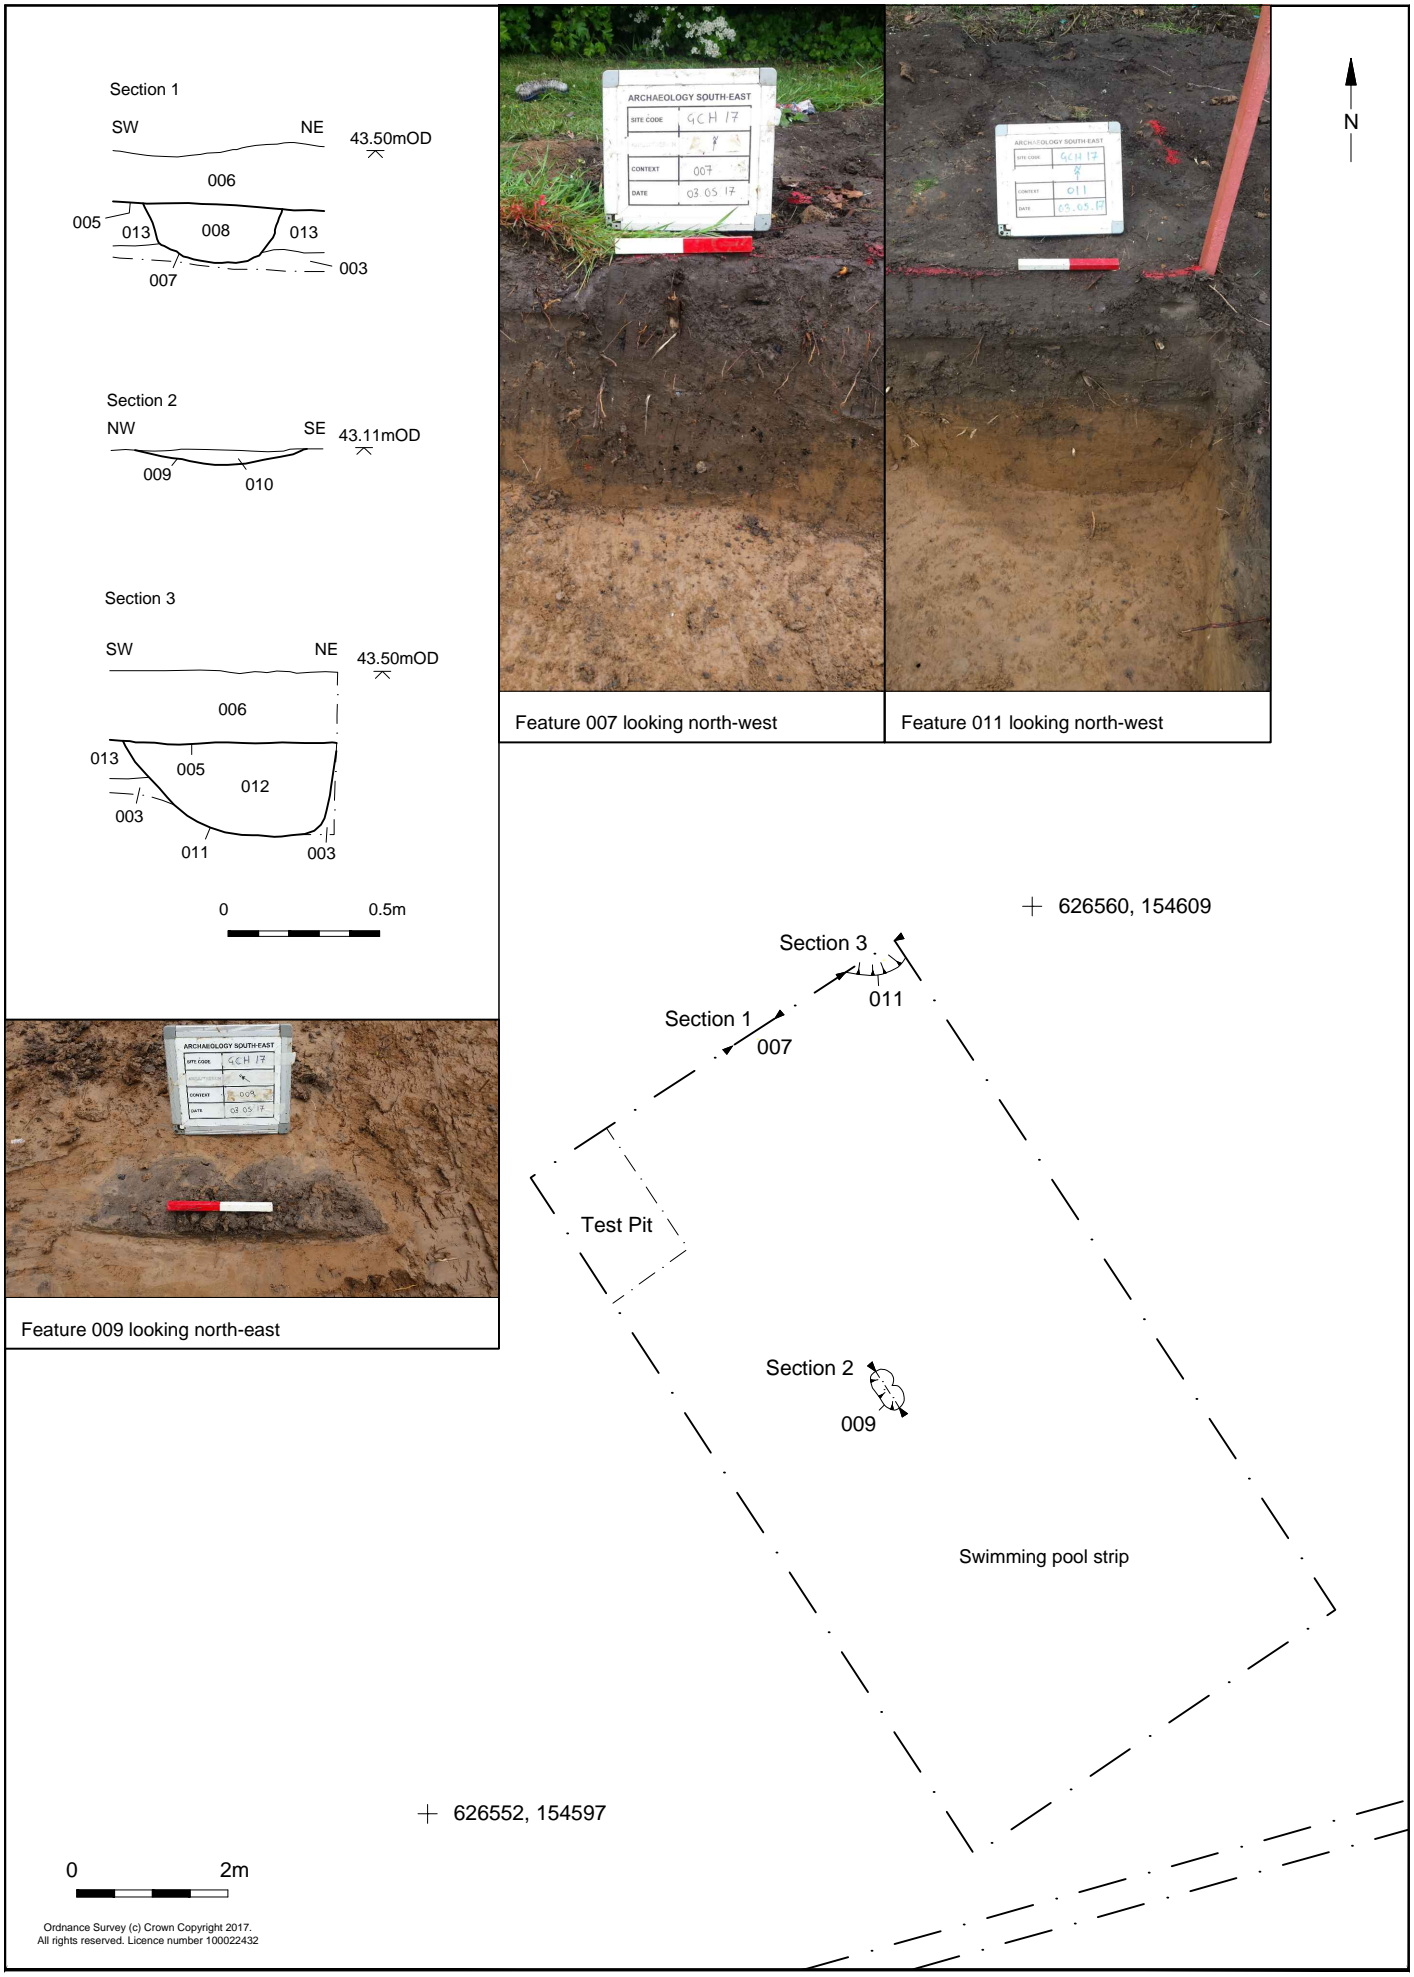 Section 1
SW NE 43.50mOD
006
005 013 008 013
007 003
Section 2
NW SE 43.11mOD
009 010
Section 3
SW NE 43.50mOD
006
013 005 012
003
011 003
0 0.5m
ARCHAEOLOGY SOUTH-EAST
SITE CODE GCH 17
CONTEXT 007
DATE 03.05.17
Feature 007 looking north-west
ARCHAEOLOGY SOUTH-EAST
SITE CODE GCH 17
CONTEXT 011
DATE 03.05.17
Feature 011 looking north-west
N
ARCHAEOLOGY SOUTH-EAST
SITE CODE GCH 17
CONTEXT 009
DATE 03 05 17
Feature 009 looking north-east
626560, 154609
Section 3
011
Section 1
007
Test Pit
Section 2
009
Swimming pool strip
626552, 154597
0 2m
Ordnance Survey (c) Crown Copyright 2017.
All rights reserved. Licence number 100022432